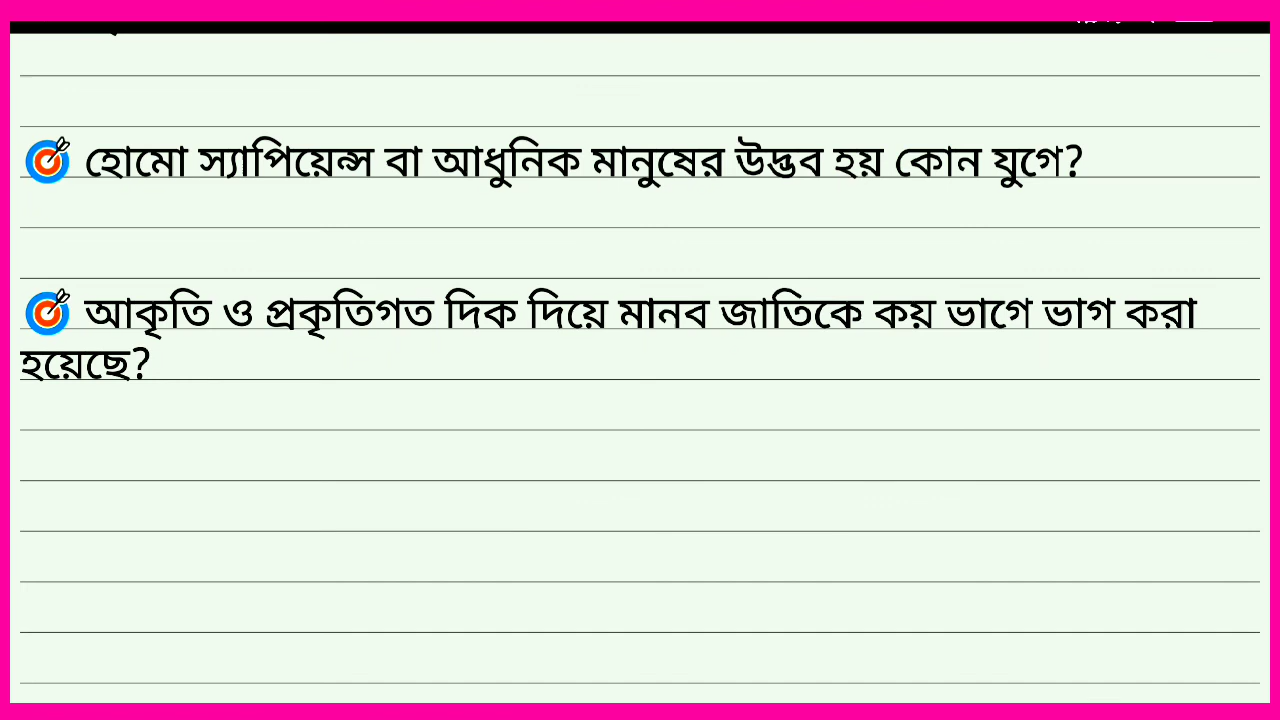 🎯 হোমো স্যাপিয়েন্স বা আধুনিক মানুষের উদ্ভব হয় কোন যুগে?
🎯 আকৃতি ও প্রকৃতিগত দিক দিয়ে মানব জাতিকে কয় ভাগে ভাগ করা
হয়েছে?